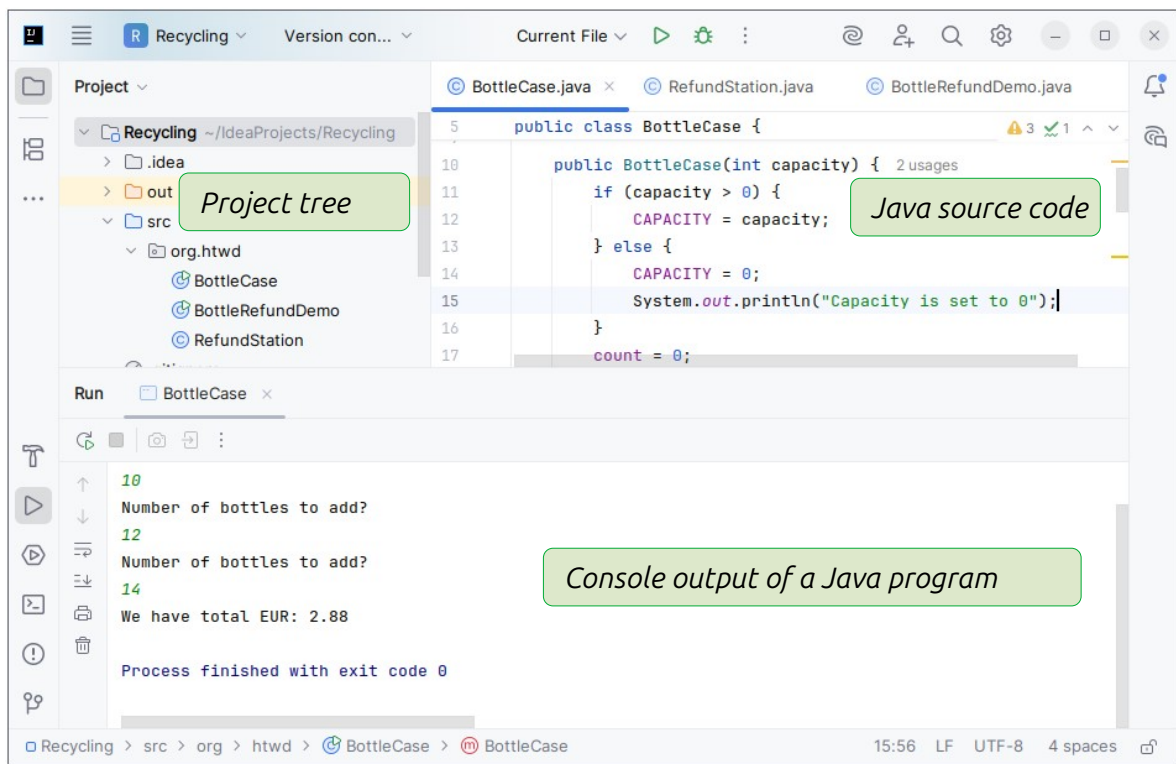 R Recycling Version con... Current File
Project
BottleCase.java RefundStation.java BottleRefundDemo.java
Recycling ~/IdeaProjects/Recycling
.idea
out
src
org.htwd
BottleCase
BottleRefundDemo
RefundStation
Project tree
5 public class BottleCase {
3 1
10 public BottleCase(int capacity) { 2 usages
11 if (capacity > 0) {
12 CAPACITY = capacity;
13 } else {
14 CAPACITY = 0;
15 System.out.println("Capacity is set to 0");
16 }
17 count = 0;
Java source code
Run BottleCase
10
Number of bottles to add?
12
Number of bottles to add?
14
We have total EUR: 2.88
Process finished with exit code 0
Console output of a Java program
Recycling > src > org > htwd > BottleCase > m BottleCase 15:56 LF UTF-8 4 spaces